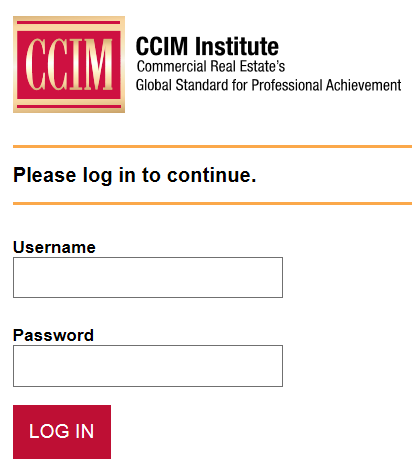 CCIM
CCIM Institute
Commercial Real Estate's
Global Standard for Professional Achievement
Please log in to continue.
Username
Password
LOG IN